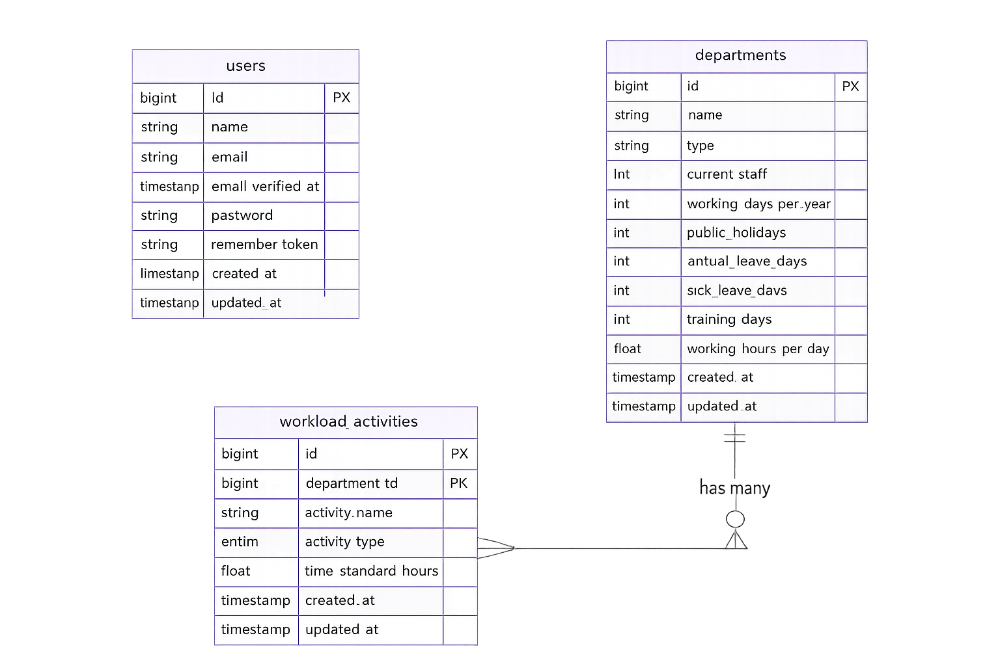 users
bigint Id PX
string name
string email
timestanp emall verified at
string pastword
string remember token
limestanp created at
timestanp updated_at
departments
bigint id PX
string name
string type
Int current staff
int working days per.year
int public_holidays
int antual_leave_days
int sıck_leave_davs
int training days
float working hours per day
timestamp created. at
timestamp updated.at
has many
workload_activities
bigint id PX
bigint department td PK
string activity.name
entim activity type
float time standard hours
timestamp created.at
timestamp updated at